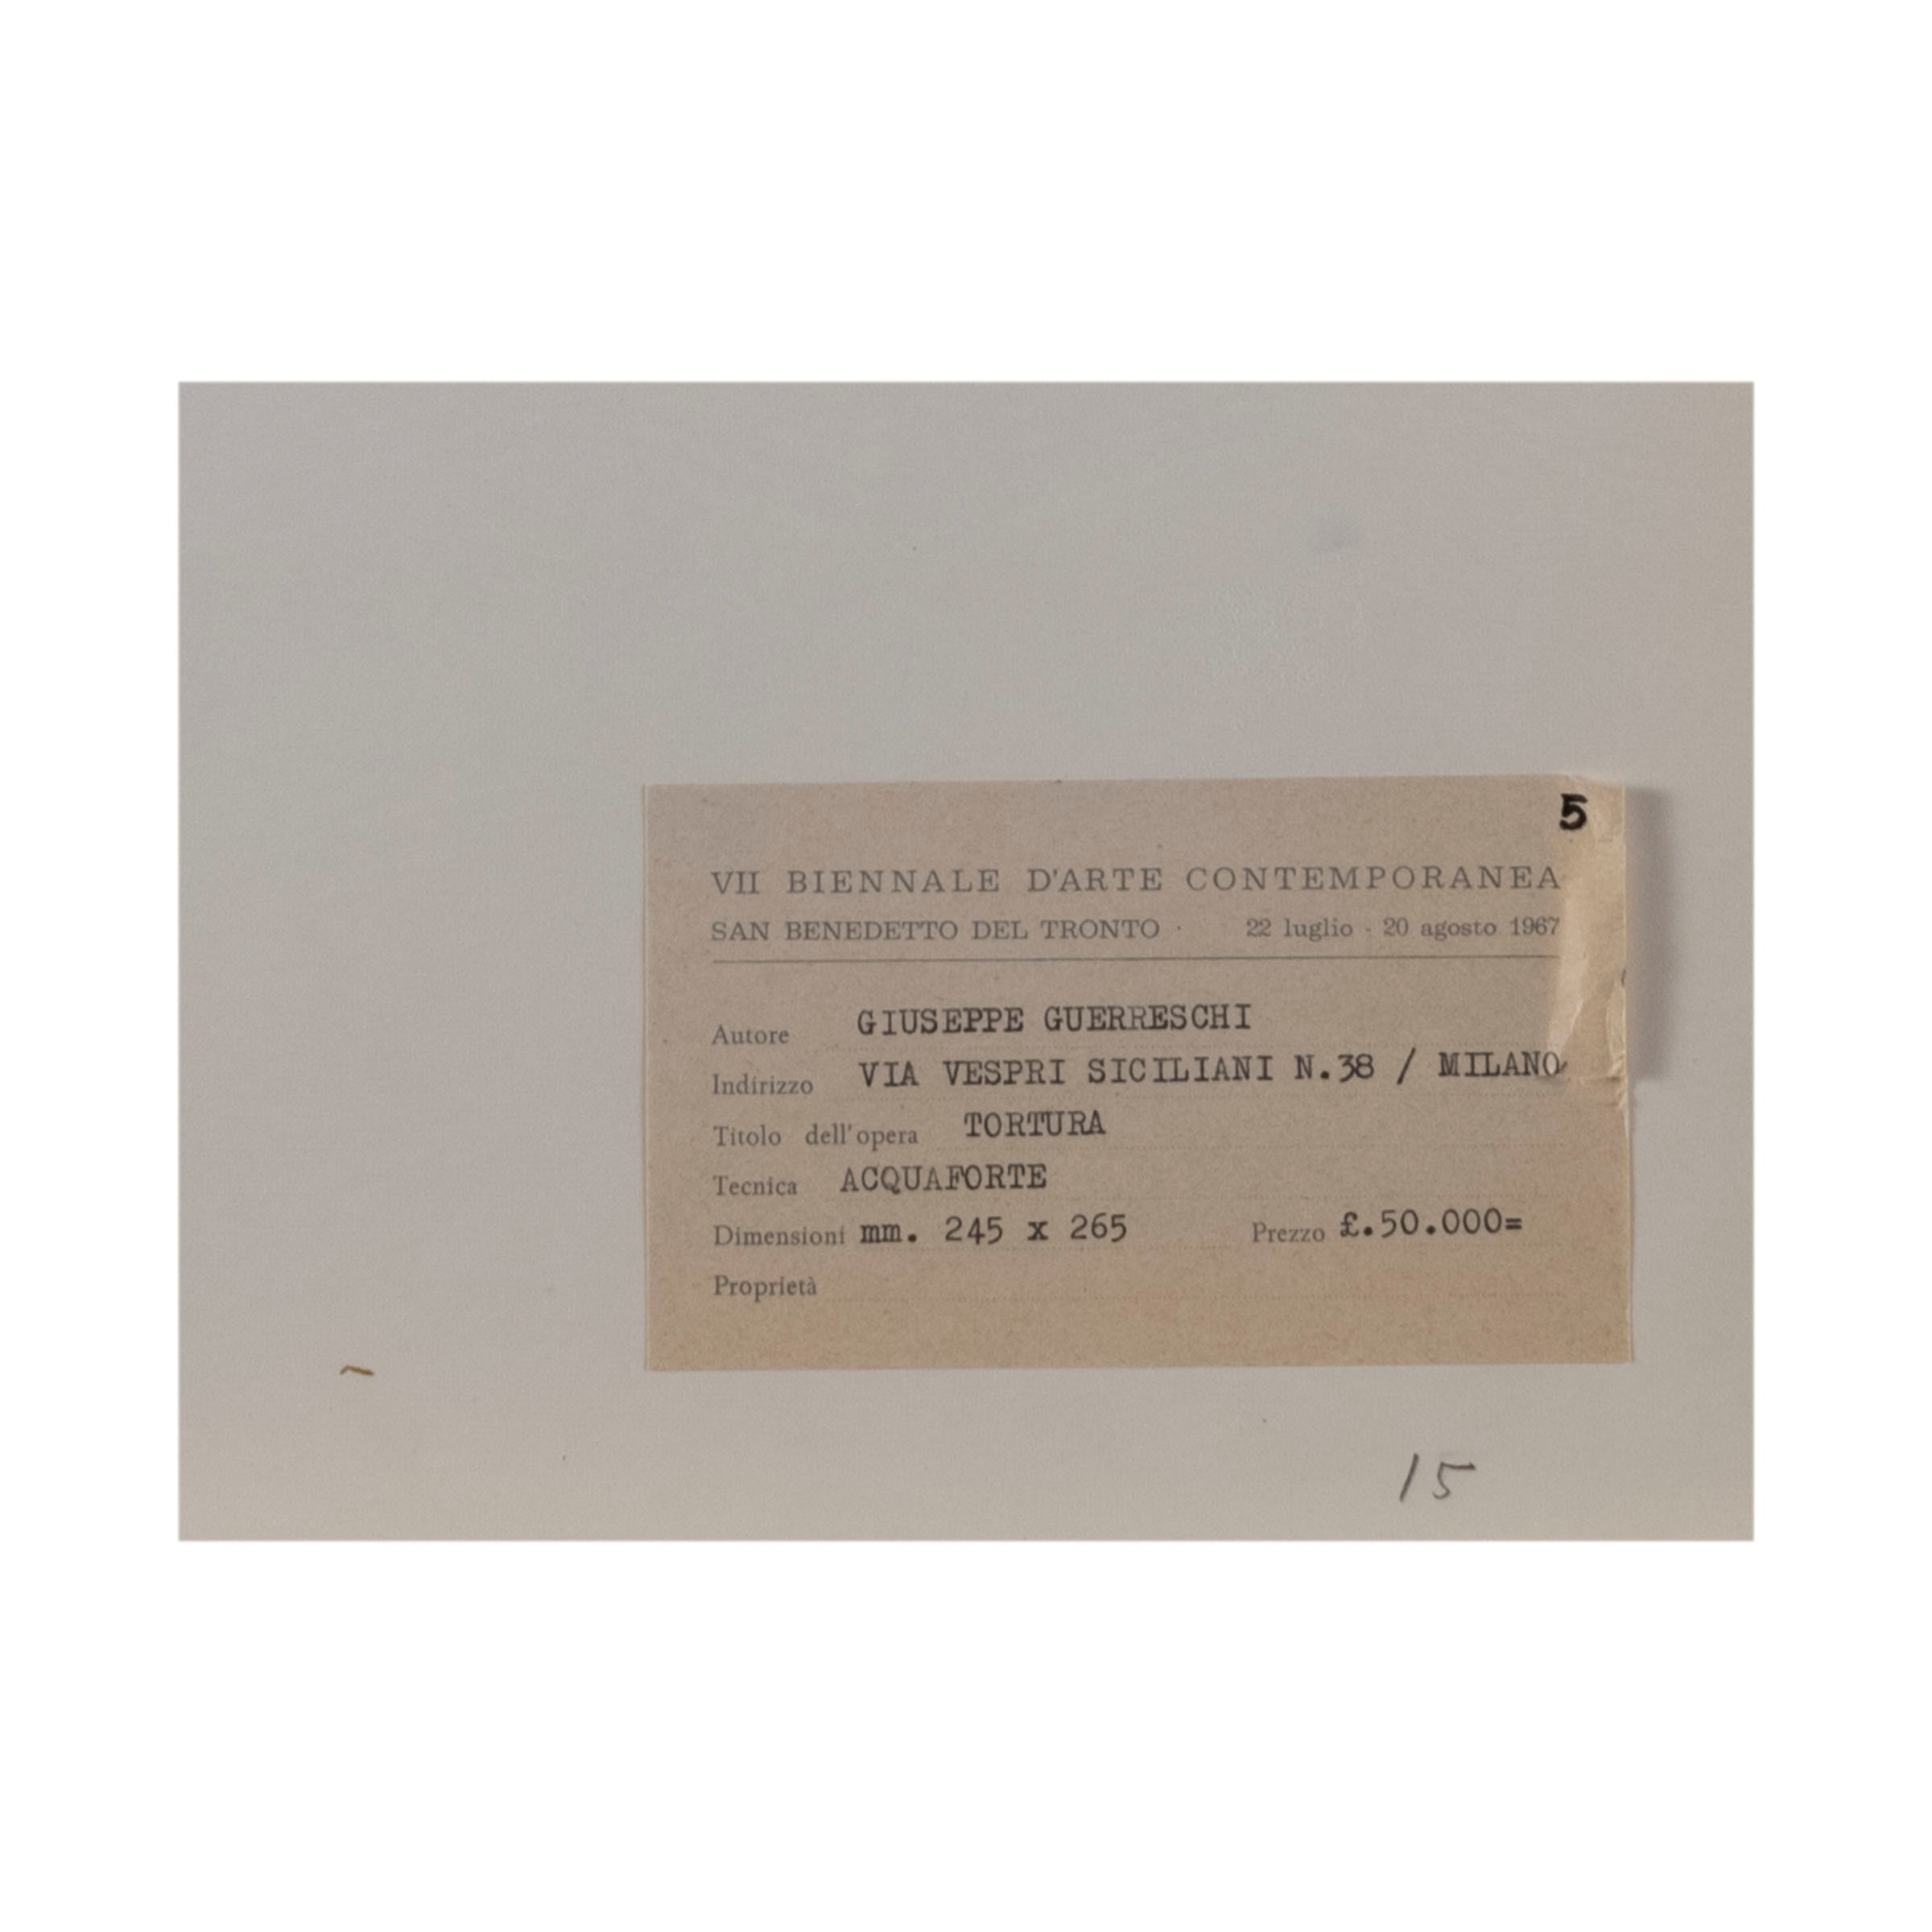 5
VII BIENNALE D'ARTE CONTEMPORANEA
SAN BENEDETTO DEL TRONTO · 22 luglio - 20 agosto 1967
Autore GIUSEPPE GUERRESCHI
Indirizzo VIA VESPRI SICILIANI N.38 / MILANO
Titolo dell'opera TORTURA
Tecnica ACQUAFORTE
Dimensioni mm. 245 x 265 Prezzo £.50.000=
Proprietà
15